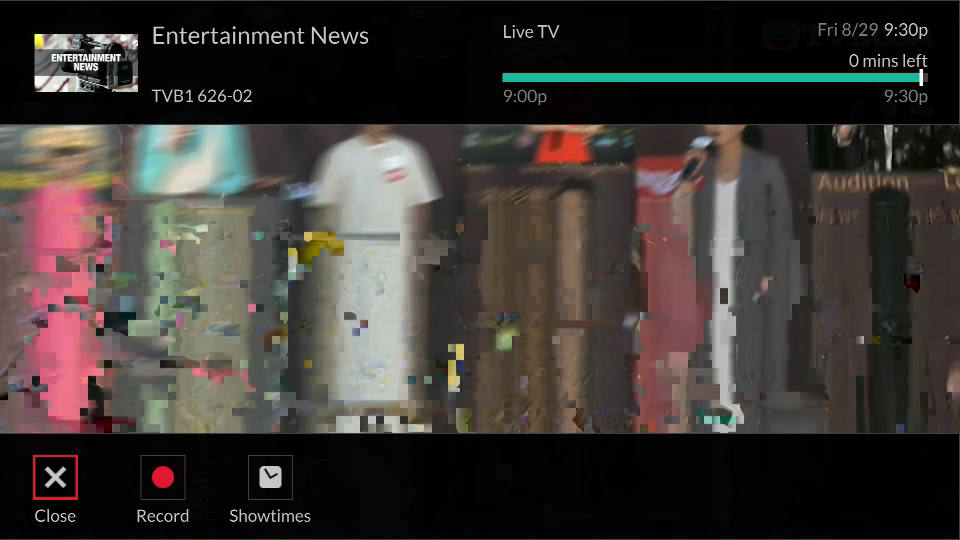 Entertainment News
Live TV
Fri 8/29 9:30p
0 mins left
ENTERTAINMENT
NEWS
TVB1 626-02
9:00p
9:30p
Audition
Close
Record
Showtimes